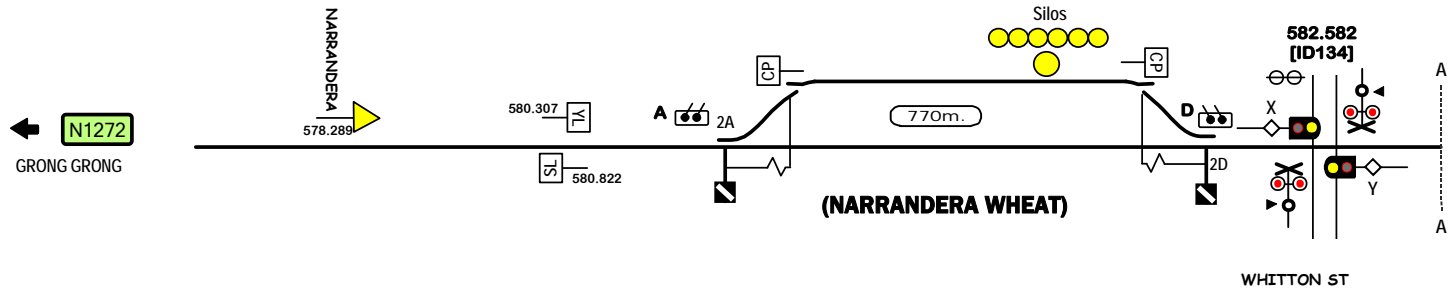 N1272
GRONG GRONG
NARRANDERA
578.289
580.307
YL
SL
580.822
A
2A
CP
770m.
Silos
CP
D
2D
(NARRANDERA WHEAT)
582.582
[ID134]
X
Y
WHITTON ST
A
A